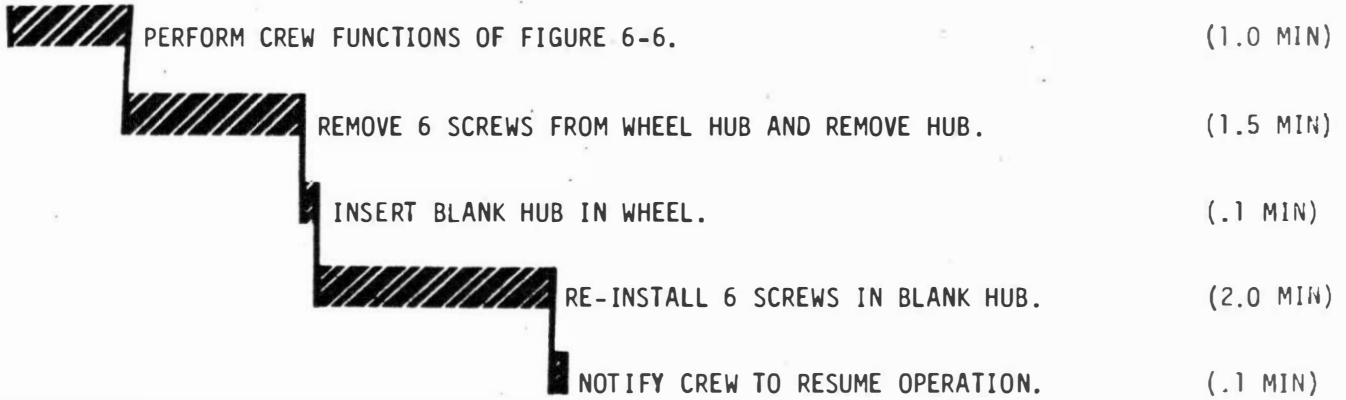 PERFORM CREW FUNCTIONS OF FIGURE 6-6. (1.0 MIN)
REMOVE 6 SCREWS FROM WHEEL HUB AND REMOVE HUB. (1.5 MIN)
INSERT BLANK HUB IN WHEEL. (.1 MIN)
RE-INSTALL 6 SCREWS IN BLANK HUB. (2.0 MIN)
NOTIFY CREW TO RESUME OPERATION. (.1 MIN)